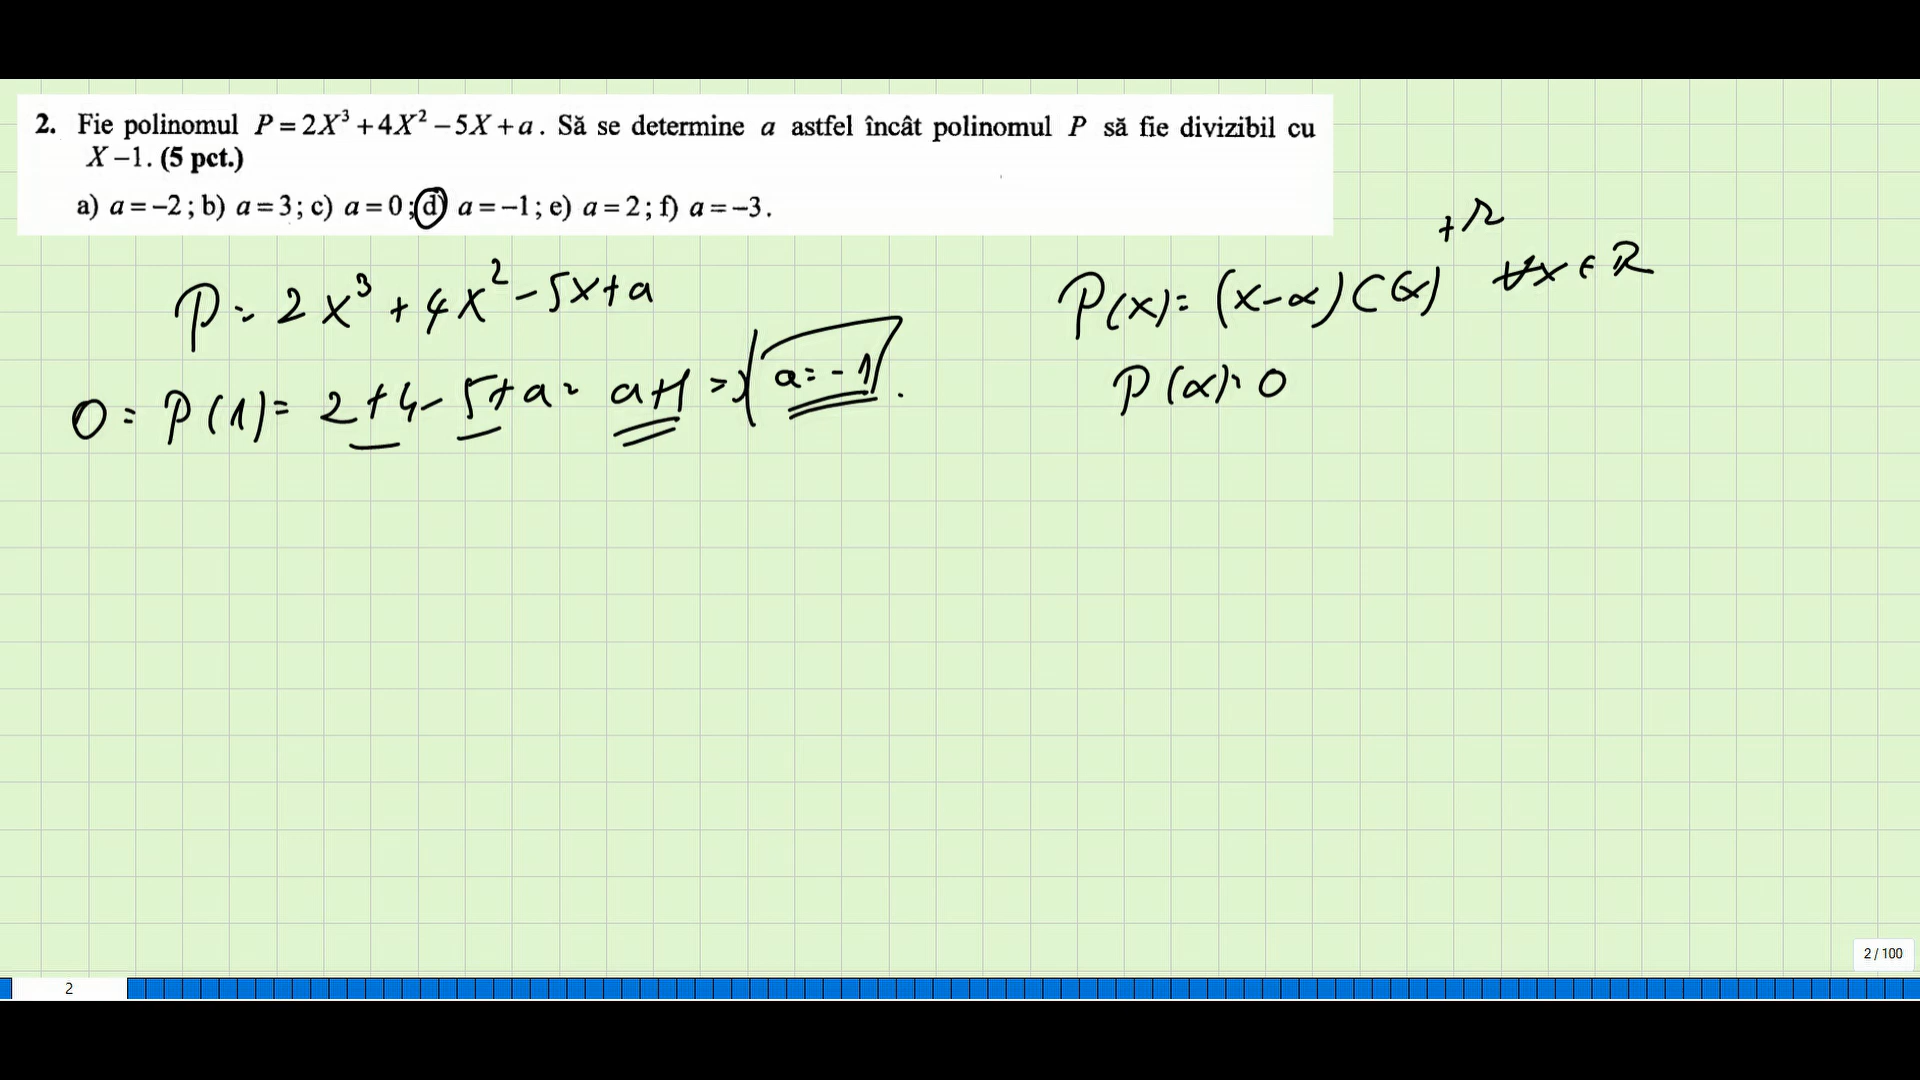 2. Fie polinomul P = 2X³ + 4X² − 5X + a. Să se determine a astfel încât polinomul P să fie divizibil cu
X − 1. (5 pct.)
a) a = −2; b) a = 3; c) a = 0; d) a = −1; e) a = 2; f) a = −3.
P = 2x³ + 4x² − 5x + a
0 = P(1) = 2 + 4 − 5 + a = a + 1 => a = −1.
P(x) = (x − α) C(x) + r ∀x ∈ R
P(α) = 0
2 / 100
2